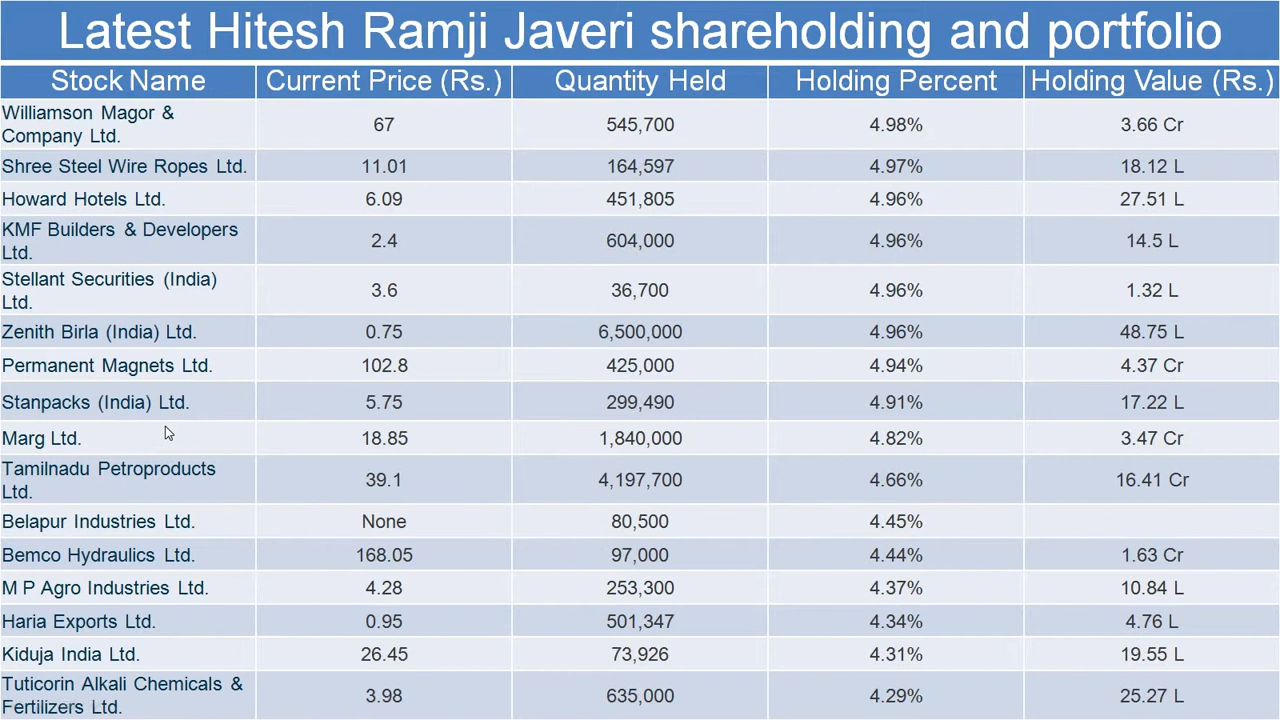 Latest Hitesh Ramji Javeri shareholding and portfolio
Stock Name Current Price (Rs.) Quantity Held Holding Percent Holding Value (Rs.)
Williamson Magor &
Company Ltd. 67 545,700 4.98% 3.66 Cr
Shree Steel Wire Ropes Ltd. 11.01 164,597 4.97% 18.12 L
Howard Hotels Ltd. 6.09 451,805 4.96% 27.51 L
KMF Builders & Developers
Ltd. 2.4 604,000 4.96% 14.5 L
Stellant Securities (India)
Ltd. 3.6 36,700 4.96% 1.32 L
Zenith Birla (India) Ltd. 0.75 6,500,000 4.96% 48.75 L
Permanent Magnets Ltd. 102.8 425,000 4.94% 4.37 Cr
Stanpacks (India) Ltd. 5.75 299,490 4.91% 17.22 L
Marg Ltd. 18.85 1,840,000 4.82% 3.47 Cr
Tamilnadu Petroproducts
Ltd. 39.1 4,197,700 4.66% 16.41 Cr
Belapur Industries Ltd. None 80,500 4.45%
Bemco Hydraulics Ltd. 168.05 97,000 4.44% 1.63 Cr
M P Agro Industries Ltd. 4.28 253,300 4.37% 10.84 L
Haria Exports Ltd. 0.95 501,347 4.34% 4.76 L
Kiduja India Ltd. 26.45 73,926 4.31% 19.55 L
Tuticorin Alkali Chemicals &
Fertilizers Ltd. 3.98 635,000 4.29% 25.27 L